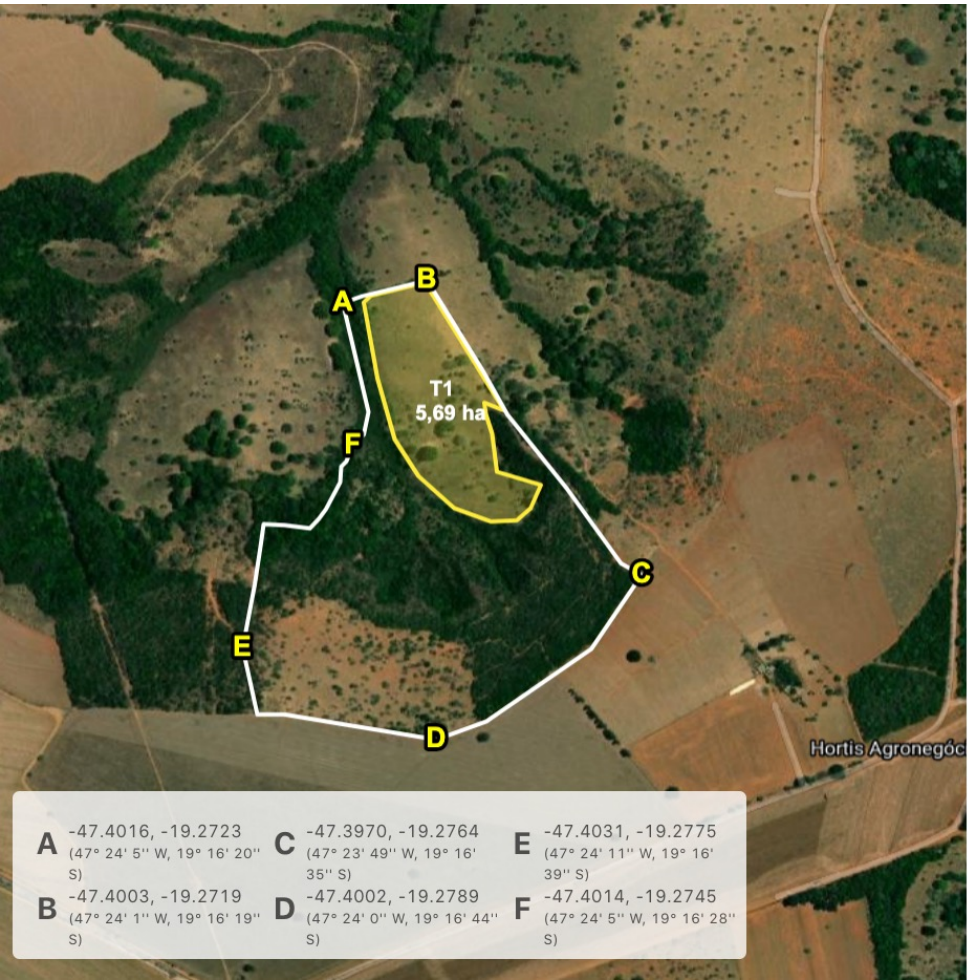 B
A
T1
5,69 ha
F
C
E
D
Hortis Agronegóc
A -47.4016, -19.2723
(47° 24' 5'' W, 19° 16' 20''
S)
C -47.3970, -19.2764
(47° 23' 49'' W, 19° 16'
35'' S)
E -47.4031, -19.2775
(47° 24' 11'' W, 19° 16'
39'' S)
B -47.4003, -19.2719
(47° 24' 1'' W, 19° 16' 19''
S)
D -47.4002, -19.2789
(47° 24' 0'' W, 19° 16' 44''
S)
F -47.4014, -19.2745
(47° 24' 5'' W, 19° 16' 28''
S)